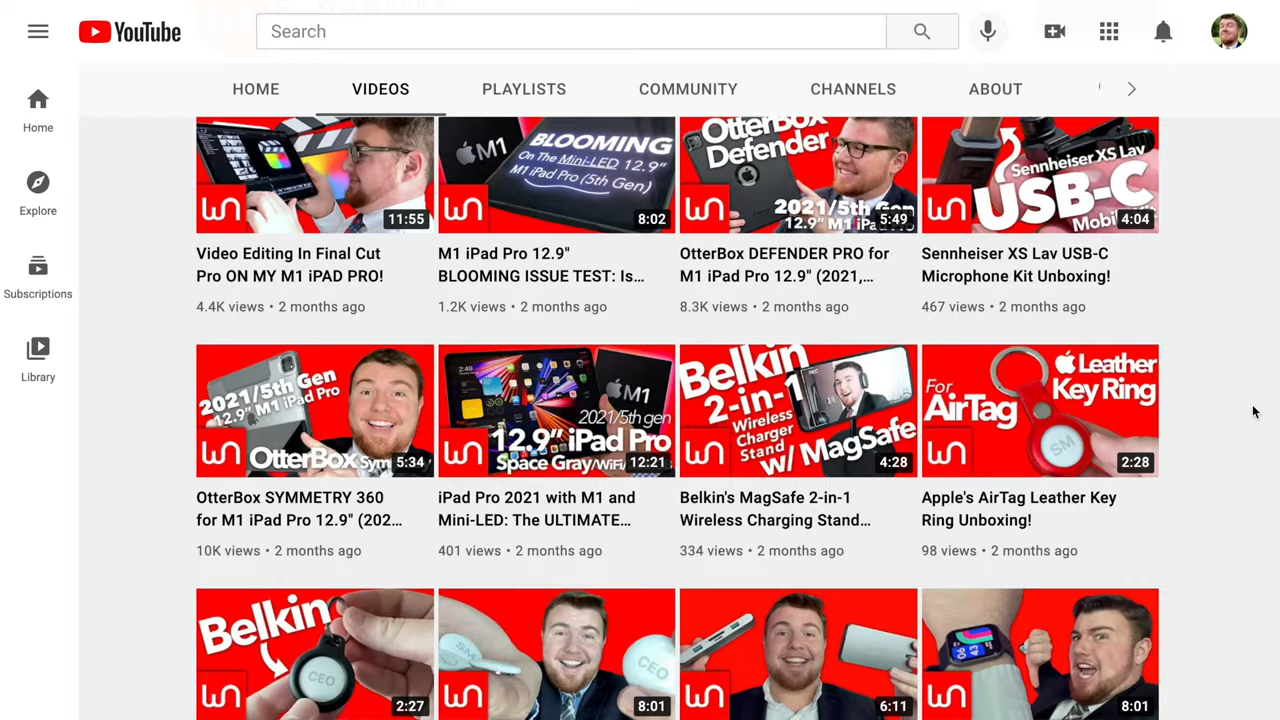 YouTube
Search
HOME
VIDEOS
PLAYLISTS
COMMUNITY
CHANNELS
ABOUT
Home
Explore
Subscriptions
Library
11:55
Video Editing In Final Cut
Pro ON MY M1 iPAD PRO!
4.4K views • 2 months ago
M1
BLOOMING
On The Mini-LED 12.9"
M1 iPad Pro (5th Gen)
8:02
M1 iPad Pro 12.9"
BLOOMING ISSUE TEST: Is...
1.2K views • 2 months ago
OtterBox
Defender
2021/5th Gen
12.9" M1 iPad Pro
5:49
OtterBox DEFENDER PRO for
M1 iPad Pro 12.9" (2021,...
8.3K views • 2 months ago
Sennheiser XS Lav
USB-C
4:04
Sennheiser XS Lav USB-C
Microphone Kit Unboxing!
467 views • 2 months ago
2021/5th Gen
12.9" M1 iPad Pro
OtterBox
5:34
OtterBox SYMMETRY 360
for M1 iPad Pro 12.9" (202...
10K views • 2 months ago
2:49
M1
2021/5th gen
12.9" iPad Pro
Space Gray/WiFi/
12:21
iPad Pro 2021 with M1 and
Mini-LED: The ULTIMATE...
401 views • 2 months ago
Belkin
2-in-1
Wireless
Charger
Stand
w/ MagSafe
4:28
Belkin's MagSafe 2-in-1
Wireless Charging Stand...
334 views • 2 months ago
Leather
Key Ring
For
AirTag
SM
2:28
Apple's AirTag Leather Key
Ring Unboxing!
98 views • 2 months ago
Belkin
CEO
2:27
SM
CEO
8:01
6:11
8:01